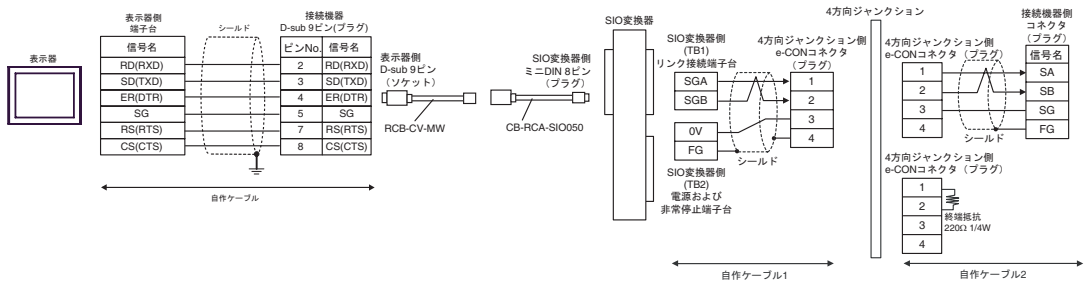 表示器
表示器側
端子台
信号名
RD(RXD)
SD(TXD)
ER(DTR)
SG
RS(RTS)
CS(CTS)
シールド
接続機器
D-sub 9ピン(プラグ)
ピンNo. 信号名
2 RD(RXD)
3 SD(TXD)
4 ER(DTR)
5 SG
7 RS(RTS)
8 CS(CTS)
自作ケーブル
表示器側
D-sub 9ピン
(ソケット)
RCB-CV-MW
SIO変換器側
ミニDIN 8ピン
(プラグ)
CB-RCA-SIO050
SIO変換器
SIO変換器側
(TB1)
リンク接続端子台
SGA
SGB
0V
FG
SIO変換器側
(TB2)
電源および
非常停止端子台
シールド
4方向ジャンクション側
e-CONコネクタ
(プラグ)
1
2
3
4
自作ケーブル1
4方向ジャンクション
4方向ジャンクション側
e-CONコネクタ (プラグ)
1
2
3
4
シールド
接続機器側
コネクタ
(プラグ)
信号名
SA
SB
SG
FG
4方向ジャンクション側
e-CONコネクタ (プラグ)
1
2
3
4
終端抵抗
220Ω 1/4W
自作ケーブル2